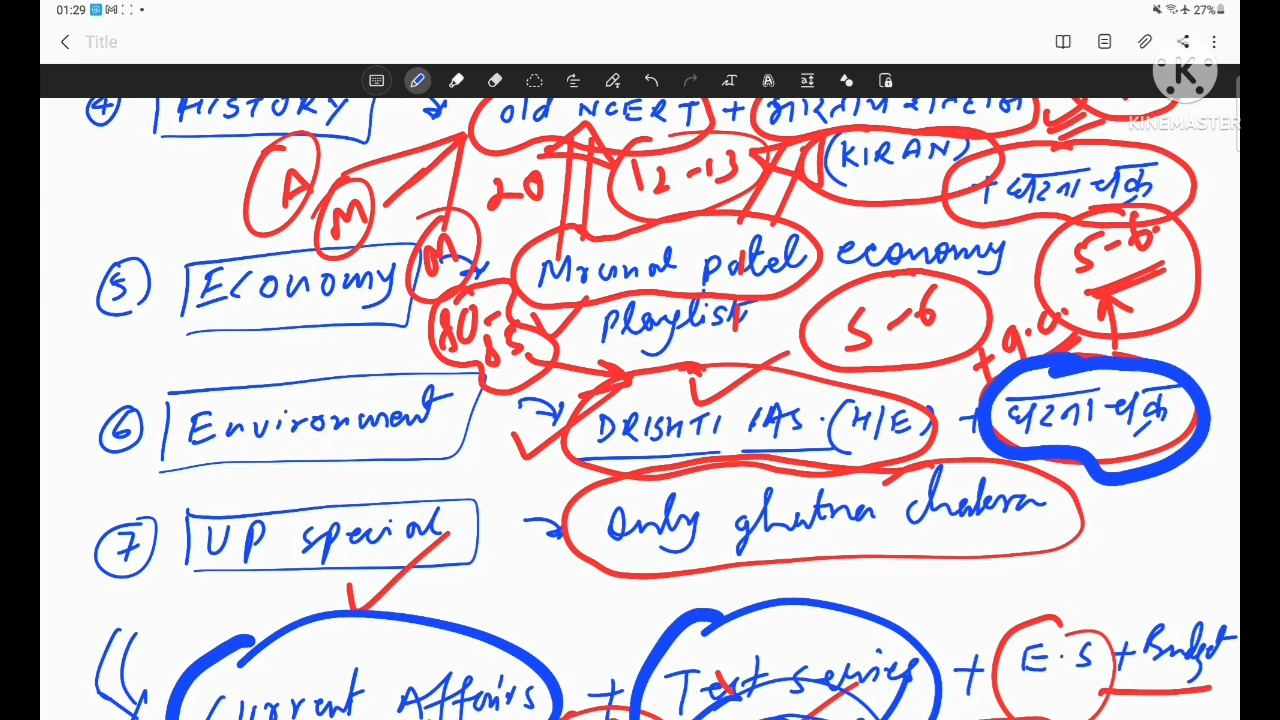 01:29 27%
Title
K
KINEMASTER
④ HISTORY → Old NCERT +
(KIRAN)
+ घटना चक्र
A M M 20 12-13
⑤ Economy → Mrunal patel economy
playlist
5-6 5-6.
80-85
⑥ Environment → DRISHTI IAS. (H/E) + घटना चक्र
⑦ UP special → Only ghatna chakra
Current Affairs + Test series + E.S + Budget